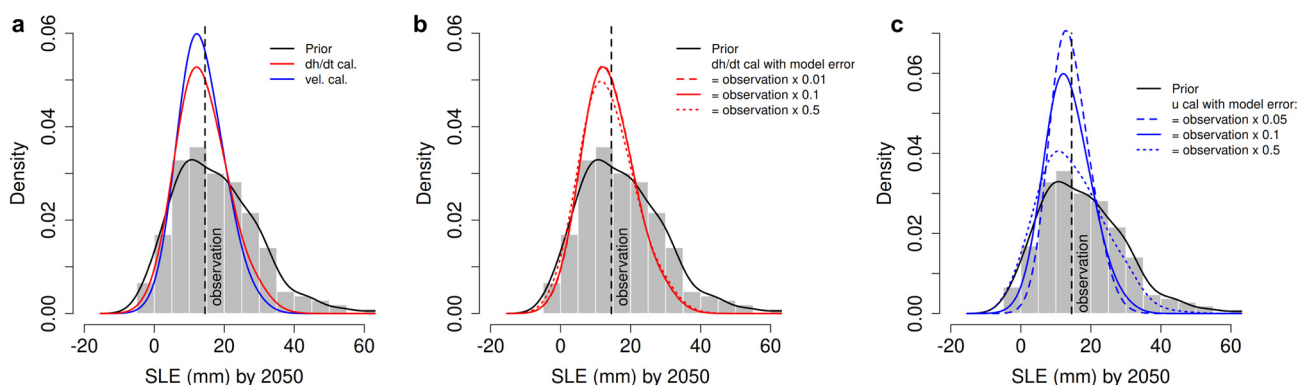 a
0.06
0.04
0.02
0.00
Density
Prior
dh/dt cal.
vel. cal.
observation
-20
0
20
40
60
SLE (mm) by 2050
b
0.06
0.04
0.02
0.00
Density
Prior
dh/dt cal with model error
= observation x 0.01
= observation x 0.1
= observation x 0.5
observation
-20
0
20
40
60
SLE (mm) by 2050
c
0.06
0.04
0.02
0.00
Density
Prior
u cal with model error:
= observation x 0.05
= observation x 0.1
= observation x 0.5
observation
-20
0
20
40
60
SLE (mm) by 2050